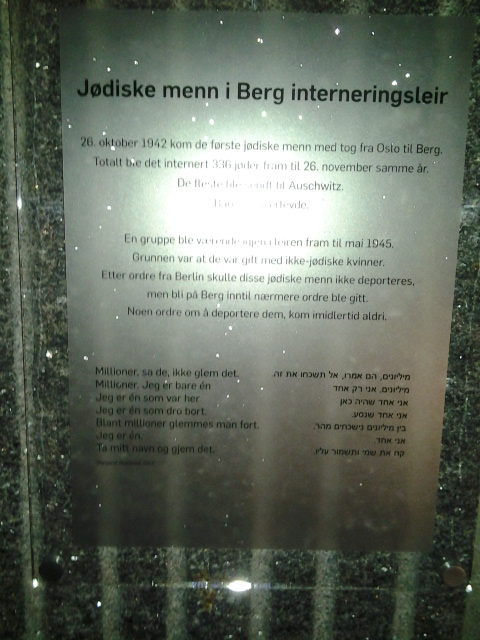 Jødiske menn i Berg interneringsleir
26. oktober 1942 kom de første jødiske menn med tog fra Oslo til Berg.
Totalt ble det internert 336 jøder fram til 26. november samme år.
De fleste ble sendt til Auschwitz.
En gruppe ble værende igjen i leiren fram til mai 1945.
Grunnen var at de var gift med ikke-jødiske kvinner.
Etter ordre fra Berlin skulle disse jødiske menn ikke deporteres,
men bli på Berg inntil nærmere ordre ble gitt.
Noen ordre om å deportere dem, kom imidlertid aldri.
Millioner, sa de, ikke glem det.
Millioner. Jeg er bare én
Jeg er én som var her
Jeg er én som dro bort.
Blant millioner glemmes man fort.
Jeg er én.
Ta mitt navn og gjem det.
מיליונים, הם אמרו, אל תשכחו את זה.
מיליונים. אני רק אחד
אני אחד שהיה כאן
אני אחד שנסע.
בין מיליונים נישכחים מהר.
אני אחד.
קח את שמי ותשמור עליו.